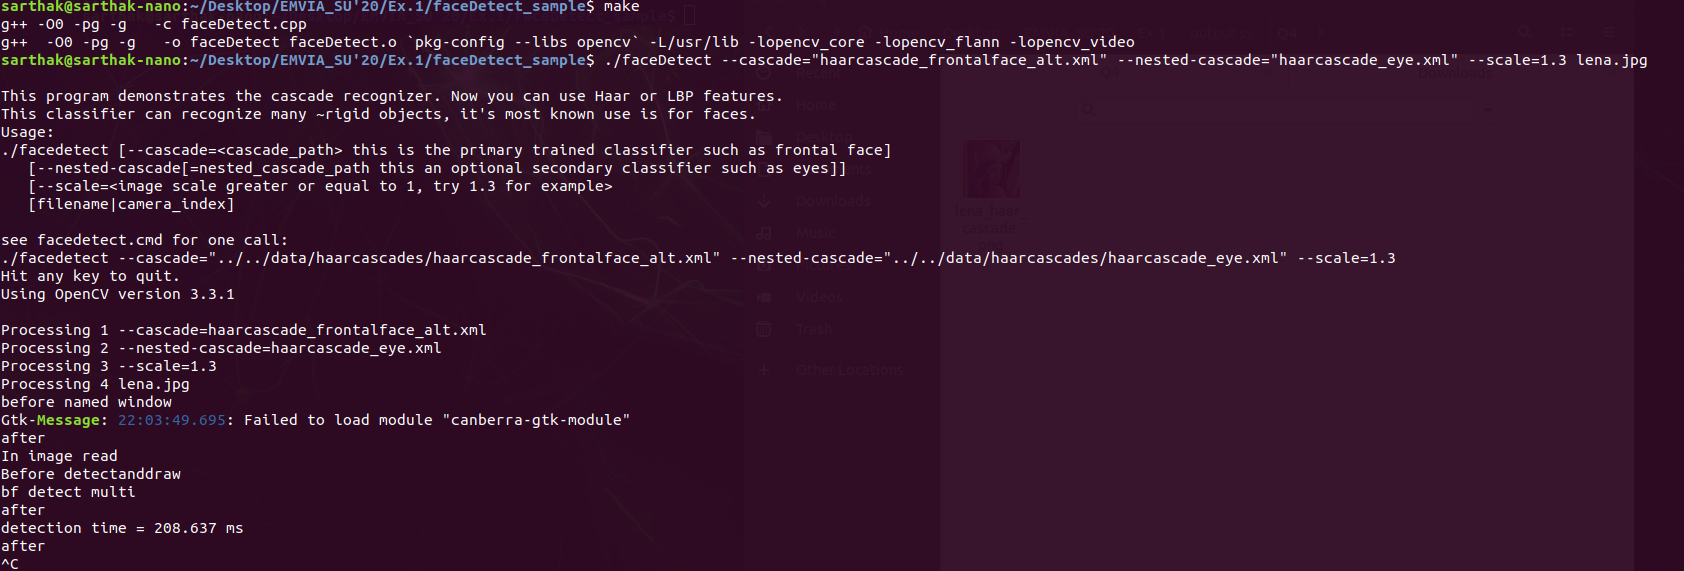 sarthak@sarthak-nano:~/Desktop/EMVIA_SU'20/Ex.1/faceDetect_sample$ make
g++ -O0 -pg -g   -c faceDetect.cpp
g++  -O0 -pg -g   -o faceDetect faceDetect.o `pkg-config --libs opencv` -L/usr/lib -lopencv_core -lopencv_flann -lopencv_video
sarthak@sarthak-nano:~/Desktop/EMVIA_SU'20/Ex.1/faceDetect_sample$ ./faceDetect --cascade="haarcascade_frontalface_alt.xml" --nested-cascade="haarcascade_eye.xml" --scale=1.3 lena.jpg
This program demonstrates the cascade recognizer. Now you can use Haar or LBP features.
This classifier can recognize many ~rigid objects, it's most known use is for faces.
Usage:
./facedetect [--cascade=<cascade_path> this is the primary trained classifier such as frontal face]
   [--nested-cascade[=nested_cascade_path this an optional secondary classifier such as eyes]]
   [--scale=<image scale greater or equal to 1, try 1.3 for example>
   [filename|camera_index]
see facedetect.cmd for one call:
./facedetect --cascade="../../data/haarcascades/haarcascade_frontalface_alt.xml" --nested-cascade="../../data/haarcascades/haarcascade_eye.xml" --scale=1.3
Hit any key to quit.
Using OpenCV version 3.3.1
Processing 1 --cascade=haarcascade_frontalface_alt.xml
Processing 2 --nested-cascade=haarcascade_eye.xml
Processing 3 --scale=1.3
Processing 4 lena.jpg
before named window
Gtk-Message: 22:03:49.695: Failed to load module "canberra-gtk-module"
after
In image read
Before detectanddraw
bf detect multi
after
detection time = 208.637 ms
after
^C
Home
Desktop
Downloads
Music
Videos
Trash
Other Locations
lena_haar_
cascade